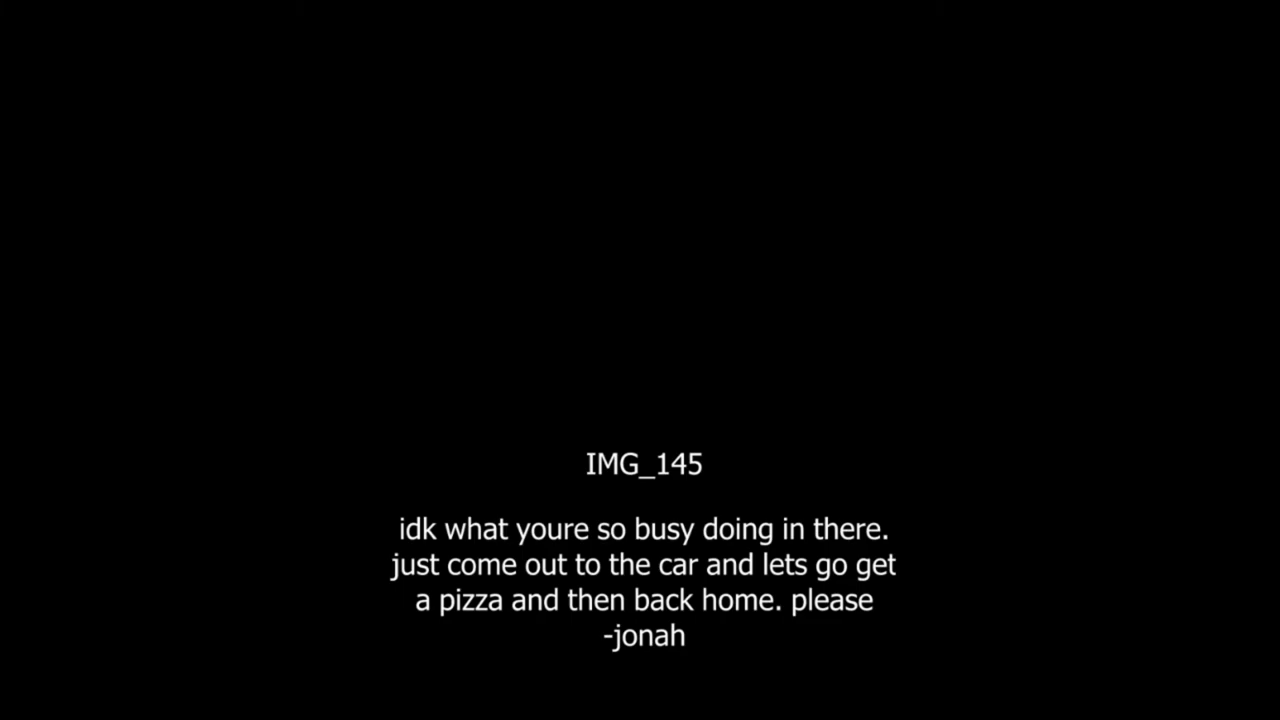 IMG_145
idk what youre so busy doing in there.
just come out to the car and lets go get
a pizza and then back home. please
-jonah